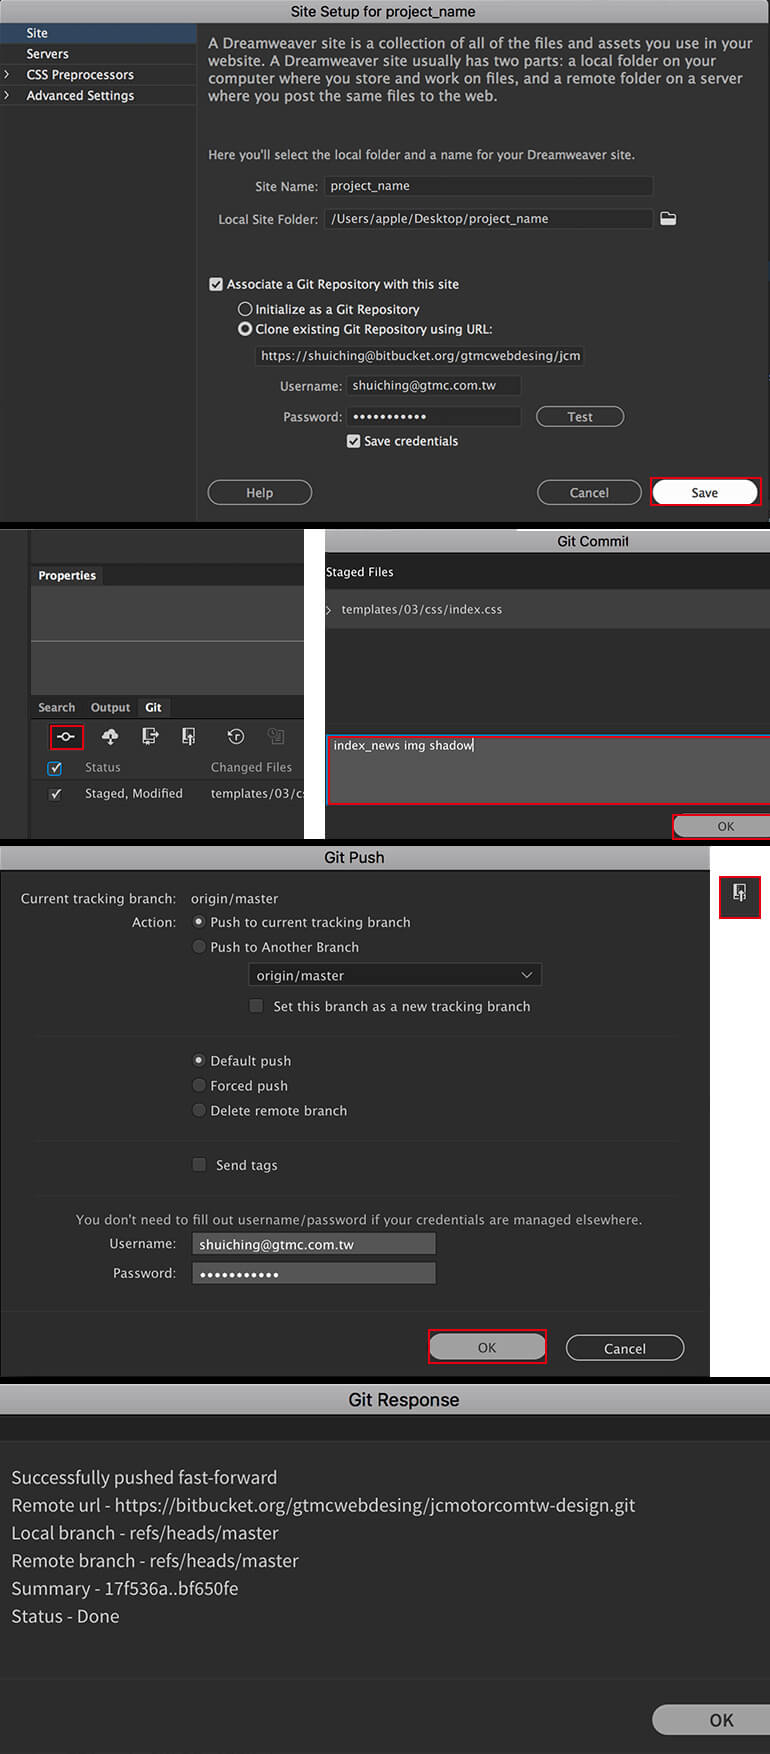 Site Setup for project_name
Site
Servers
CSS Preprocessors
Advanced Settings
A Dreamweaver site is a collection of all of the files and assets you use in your
website. A Dreamweaver site usually has two parts: a local folder on your
computer where you store and work on files, and a remote folder on a server
where you post the same files to the web.
Here you'll select the local folder and a name for your Dreamweaver site.
Site Name: project_name
Local Site Folder: /Users/apple/Desktop/project_name
Associate a Git Repository with this site
Initialize as a Git Repository
Clone existing Git Repository using URL:
https://shuiching@bitbucket.org/gtmcwebdesing/jcm
Username: shuiching@gtmc.com.tw
Password: •••••••••••
Test
Save credentials
Help
Cancel
Save
Properties
Search Output Git
Status Changed Files
Staged, Modified templates/03/cs
Git Commit
Staged Files
templates/03/css/index.css
index_news img shadow
OK
Git Push
Current tracking branch: origin/master
Action: Push to current tracking branch
Push to Another Branch
origin/master
Set this branch as a new tracking branch
Default push
Forced push
Delete remote branch
Send tags
You don't need to fill out username/password if your credentials are managed elsewhere.
Username: shuiching@gtmc.com.tw
Password: •••••••••••
OK
Cancel
Git Response
Successfully pushed fast-forward
Remote url - https://bitbucket.org/gtmcwebdesing/jcmotorcomtw-design.git
Local branch - refs/heads/master
Remote branch - refs/heads/master
Summary - 17f536a..bf650fe
Status - Done
OK